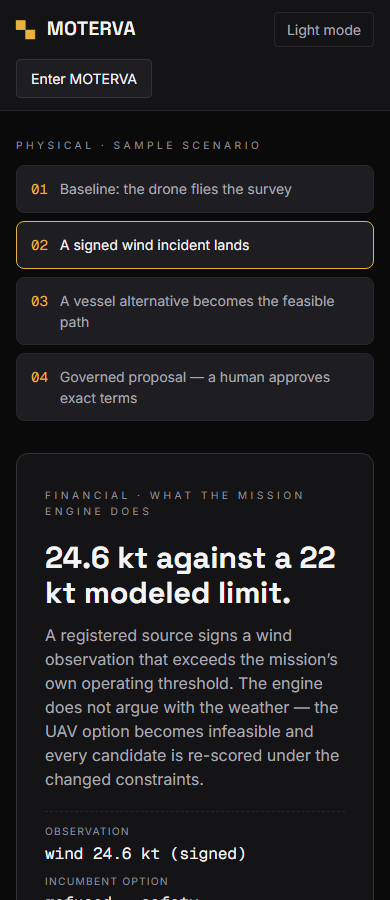 MOTERVA
Light mode
Enter MOTERVA
PHYSICAL · SAMPLE SCENARIO
01 Baseline: the drone flies the survey
02 A signed wind incident lands
03 A vessel alternative becomes the feasible
path
04 Governed proposal — a human approves
exact terms
FINANCIAL · WHAT THE MISSION
ENGINE DOES
24.6 kt against a 22
kt modeled limit.
A registered source signs a wind
observation that exceeds the mission's
own operating threshold. The engine
does not argue with the weather — the
UAV option becomes infeasible and
every candidate is re-scored under the
changed constraints.
OBSERVATION
wind 24.6 kt (signed)
INCUMBENT OPTION